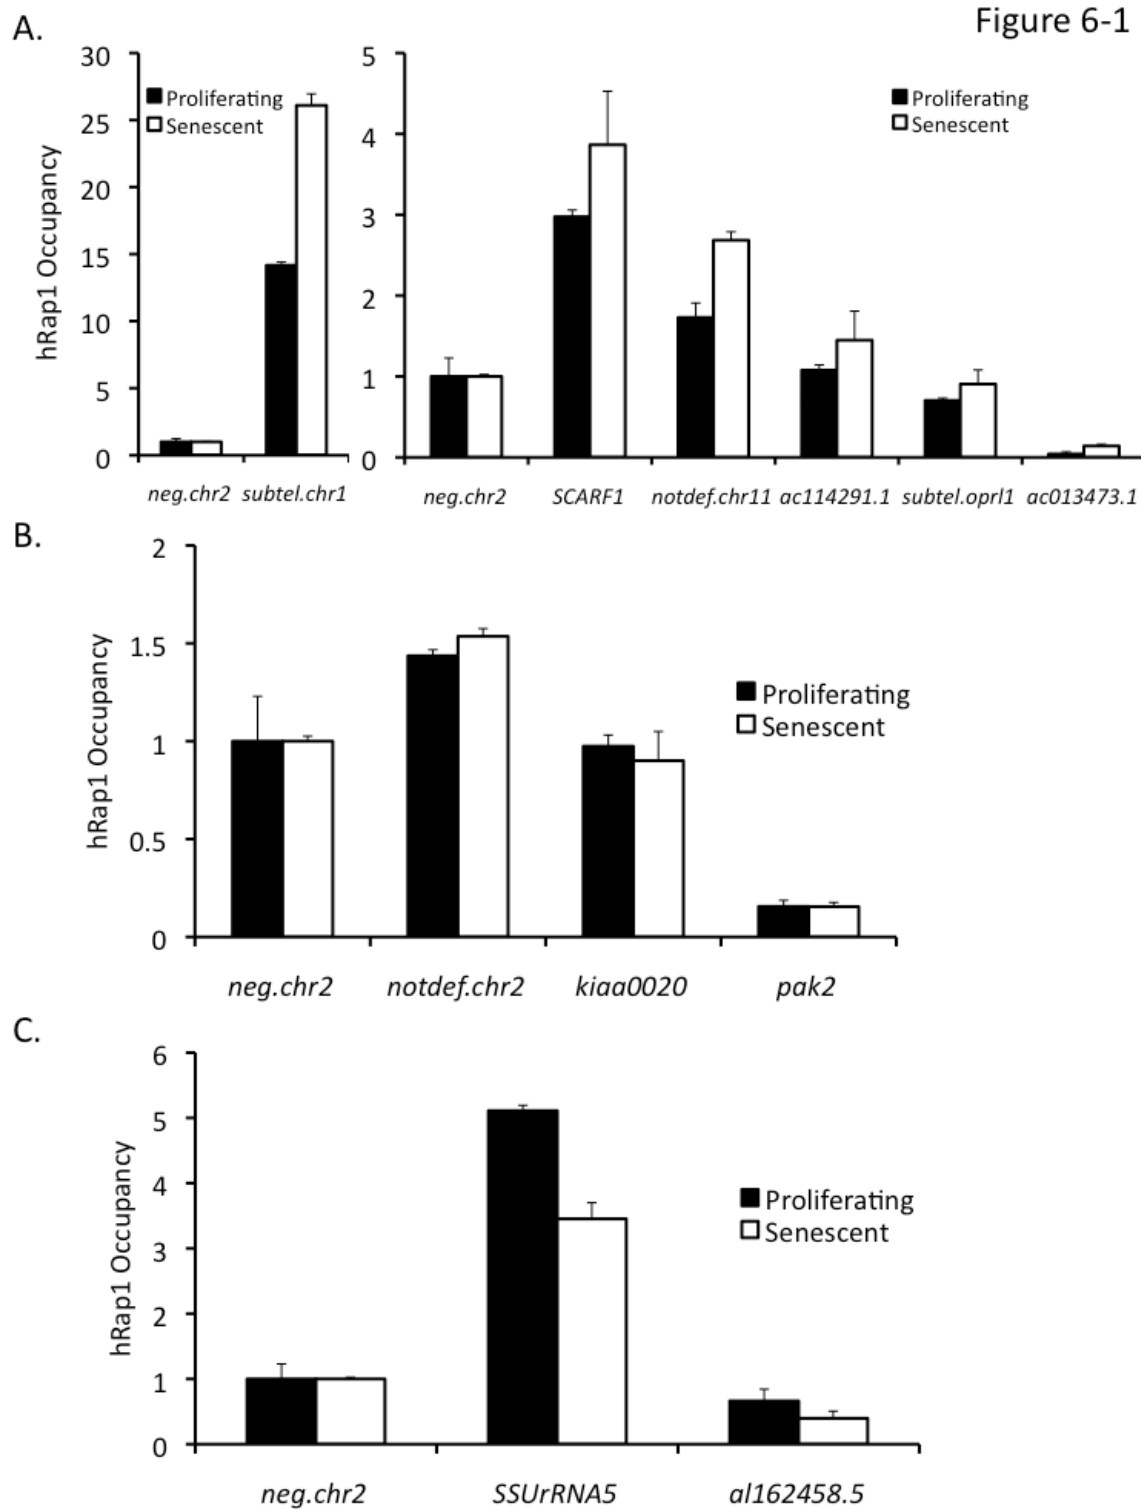 Figure 6-1
A.
30
25
20
15
10
5
0
hRap1 Occupancy
Proliferating
Senescent
neg.chr2 subtel.chr1
5
4
3
2
1
0
Proliferating
Senescent
neg.chr2 SCARF1 notdef.chr11 ac114291.1 subtel.oprl1 ac013473.1
B.
2
1.5
1
0.5
0
hRap1 Occupancy
Proliferating
Senescent
neg.chr2 notdef.chr2 kiaa0020 pak2
C.
6
5
4
3
2
1
0
hRap1 Occupancy
Proliferating
Senescent
neg.chr2 SSUrRNA5 al162458.5